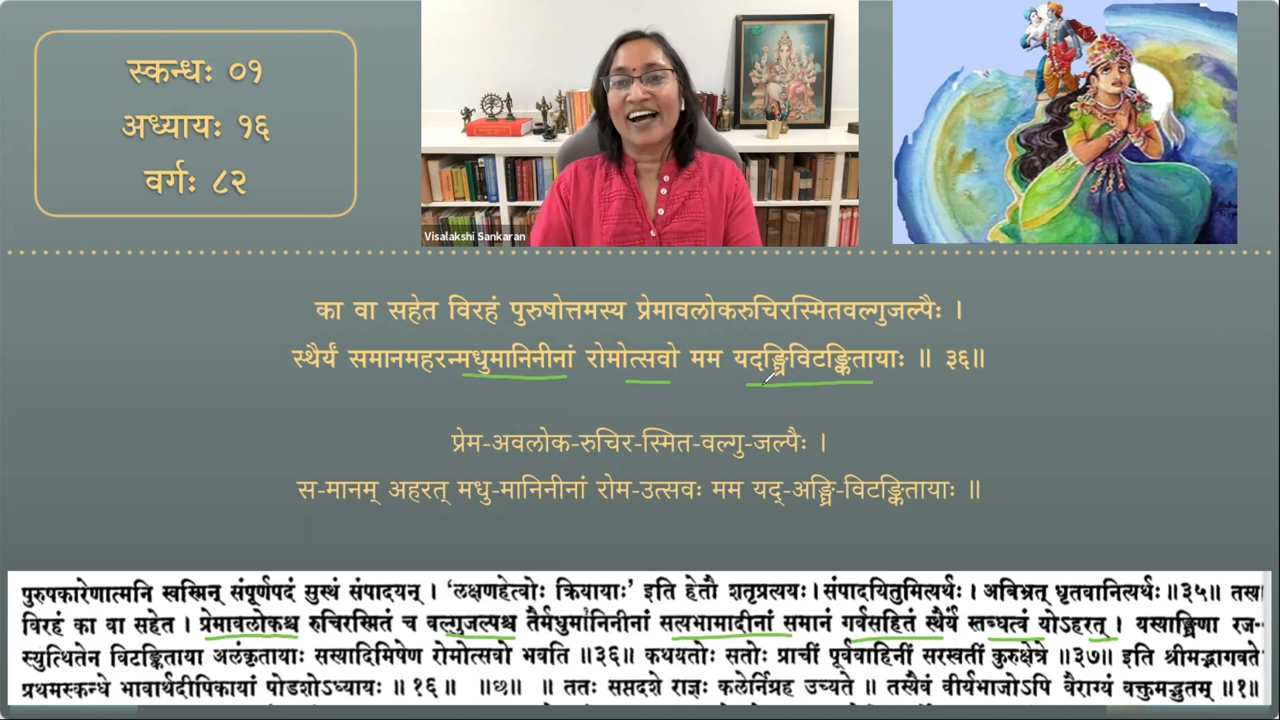 स्कन्धः ०१
अध्यायः १६
वर्गः ८२
Visalakshi Sankaran
का वा सहेत विरहं पुरुषोत्तमस्य प्रेमावलोकरुचिरस्मितवल्गुजल्पैः ।
स्थैर्यं समानमहरन्मधुमानिनीनां रोमोत्सवो मम यदङ्घ्रिविटङ्कितायाः ॥ ३६॥
प्रेम-अवलोक-रुचिर-स्मित-वल्गु-जल्पैः ।
स-मानम् अहरत् मधु-मानिनीनां रोम-उत्सवः मम यद्-अङ्घ्रि-विटङ्कितायाः ॥
पुरुपकारेणात्मनि स्वस्मिन् संपूर्णपदं सुस्थं संपादयन् । ‘लक्षणहेत्वोः क्रियायाः’ इति हेतौ शतृप्रत्ययः । संपादयितुमित्यर्थः । अबिभ्रत् धृतवानित्यर्थः ॥ ३५॥ तस्य
विरहं का वा सहेत । प्रेमावलोकश्च रुचिरस्मितं च वल्गुजल्पश्च तैर्मधुमानिनीनां सत्यभामादीनां समानं गर्वसहितं स्थैर्यं स्तब्धत्वं योऽहरत् । यस्याङ्घ्रिणा रज-
स्युत्थितेन विटङ्किताया अलंकृतायाः सस्यादिमिषेण रोमोत्सवो भवति ॥३६॥ कथयतोः सतोः प्राचीं पूर्ववाहिनीं सरस्वतीं कुरुक्षेत्रे ॥३७॥ इति श्रीमद्भागवते
प्रथमस्कन्धे भावार्थदीपिकायां षोडशोऽध्यायः ॥ १६ ॥ ॥छ॥ ॥ ततः सप्तदशे राज्ञः कलेर्निग्रह उच्यते ॥ तस्यैवं वीर्यभाजोऽपि वैराग्यं वक्तुमद्भुतम् ॥१॥